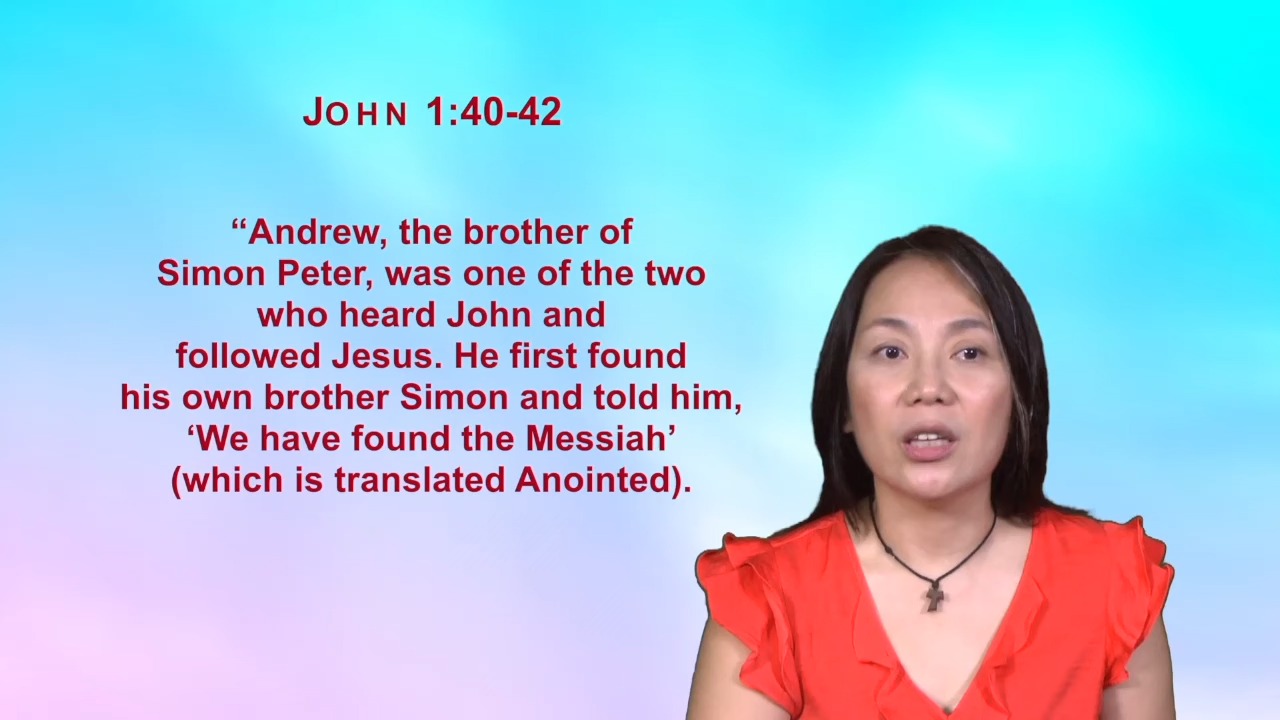 JOHN 1:40-42
“Andrew, the brother of
Simon Peter, was one of the two
who heard John and
followed Jesus. He first found
his own brother Simon and told him,
‘We have found the Messiah’
(which is translated Anointed).